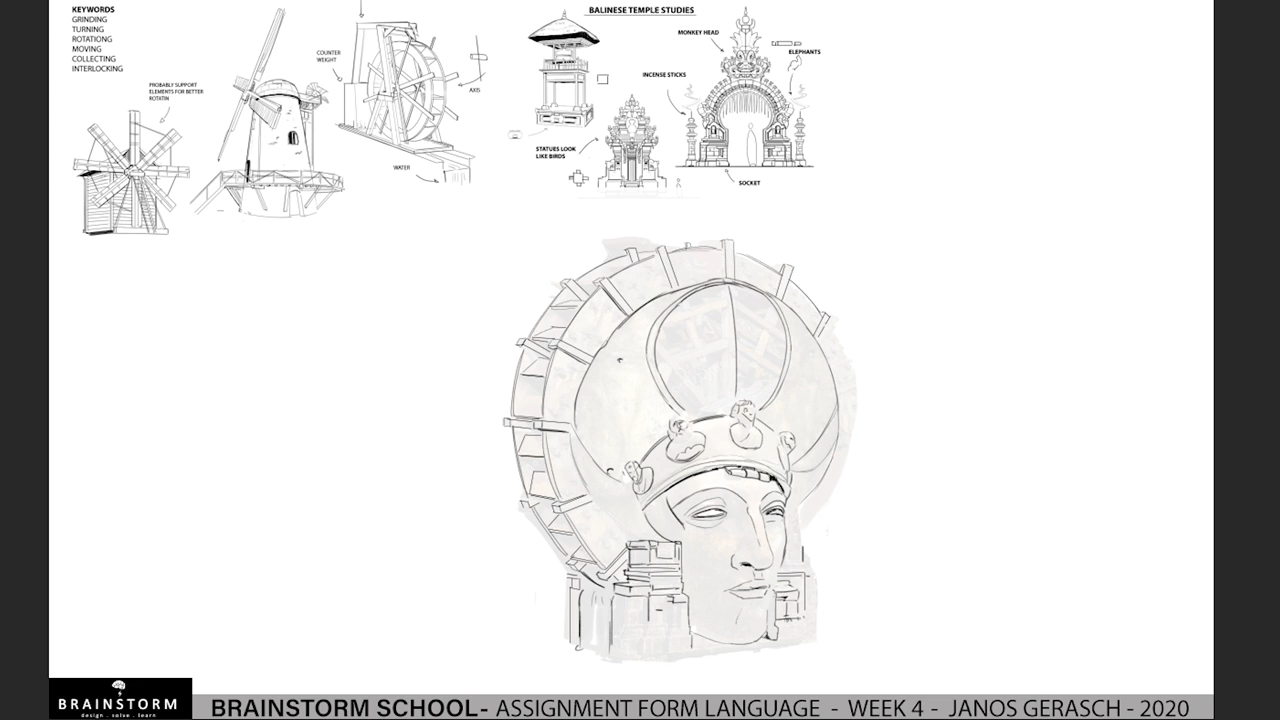 KEYWORDS
GRINDING
TURNING
ROTATIONG
MOVING
COLLECTING
INTERLOCKING
PROBABLY SUPPORT
ELEMENTS FOR BETTER
ROTATIN
COUNTER
WEIGHT
AXIS
WATER
BALINESE TEMPLE STUDIES
MONKEY HEAD
ELEPHANTS
INCENSE STICKS
STATUES LOOK
LIKE BIRDS
SOCKET
BRAINSTORM
design . solve . learn
BRAINSTORM SCHOOL- ASSIGNMENT FORM LANGUAGE - WEEK 4 - JANOS GERASCH - 2020